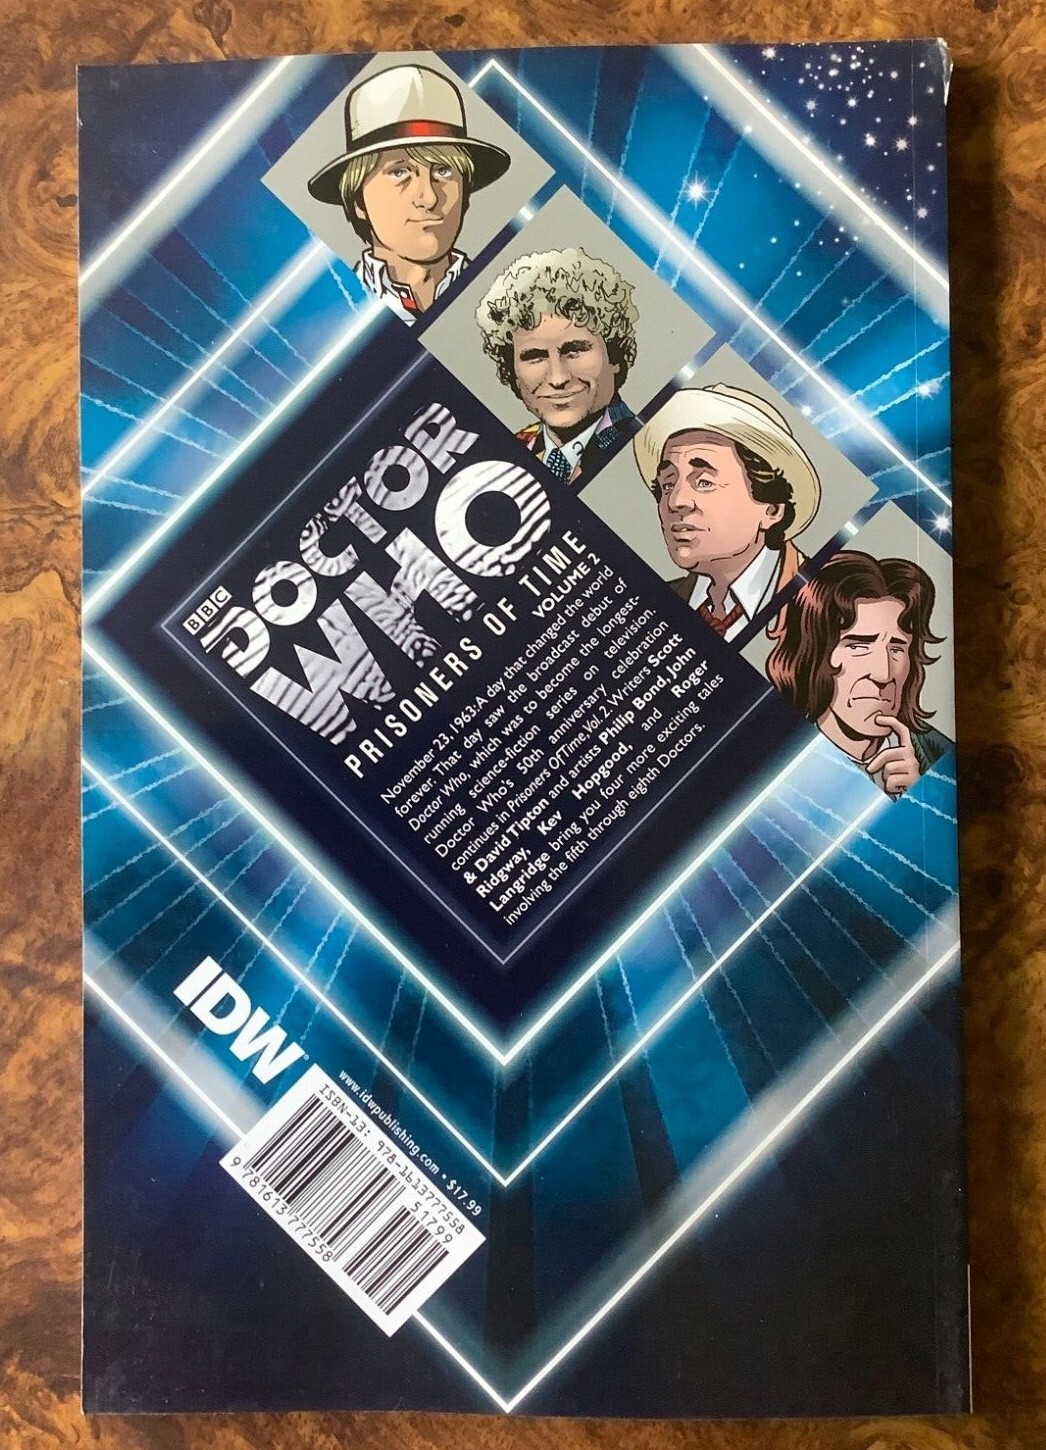 BBC
DOCTOR
WHO
PRISONERS OF TIME
VOLUME 2
November 23, 1963: A day that changed the world
forever. That day saw the broadcast debut of
Doctor Who, which was to become the longest-
running science-fiction series on television.
Doctor Who's 50th anniversary celebration
continues in Prisoners Of Time, Vol. 2. Writers Scott
& David Tipton and artists Philip Bond, John
Ridgway, Kev Hopgood, and Roger
Langridge bring you four more exciting tales
involving the fifth through eighth Doctors.
IDW
www.idwpublishing.com • $17.99
ISBN-13: 978-1613777558
51799
9 781613 777558